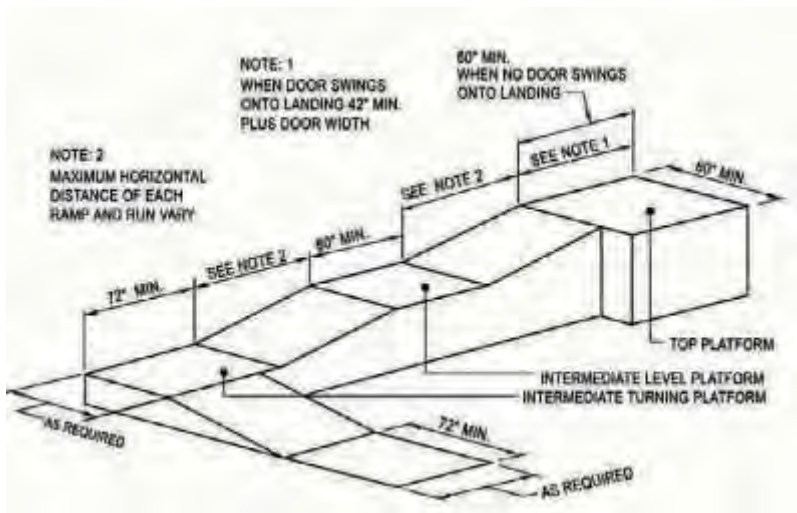 NOTE: 1
WHEN DOOR SWINGS
ONTO LANDING 42" MIN.
PLUS DOOR WIDTH
60" MIN.
WHEN NO DOOR SWINGS
ONTO LANDING
NOTE: 2
MAXIMUM HORIZONTAL
DISTANCE OF EACH
RAMP AND RUN VARY
SEE NOTE 1
60" MIN.
SEE NOTE 2
60" MIN.
SEE NOTE 2
72" MIN.
TOP PLATFORM
INTERMEDIATE LEVEL PLATFORM
INTERMEDIATE TURNING PLATFORM
AS REQUIRED
72" MIN.
AS REQUIRED